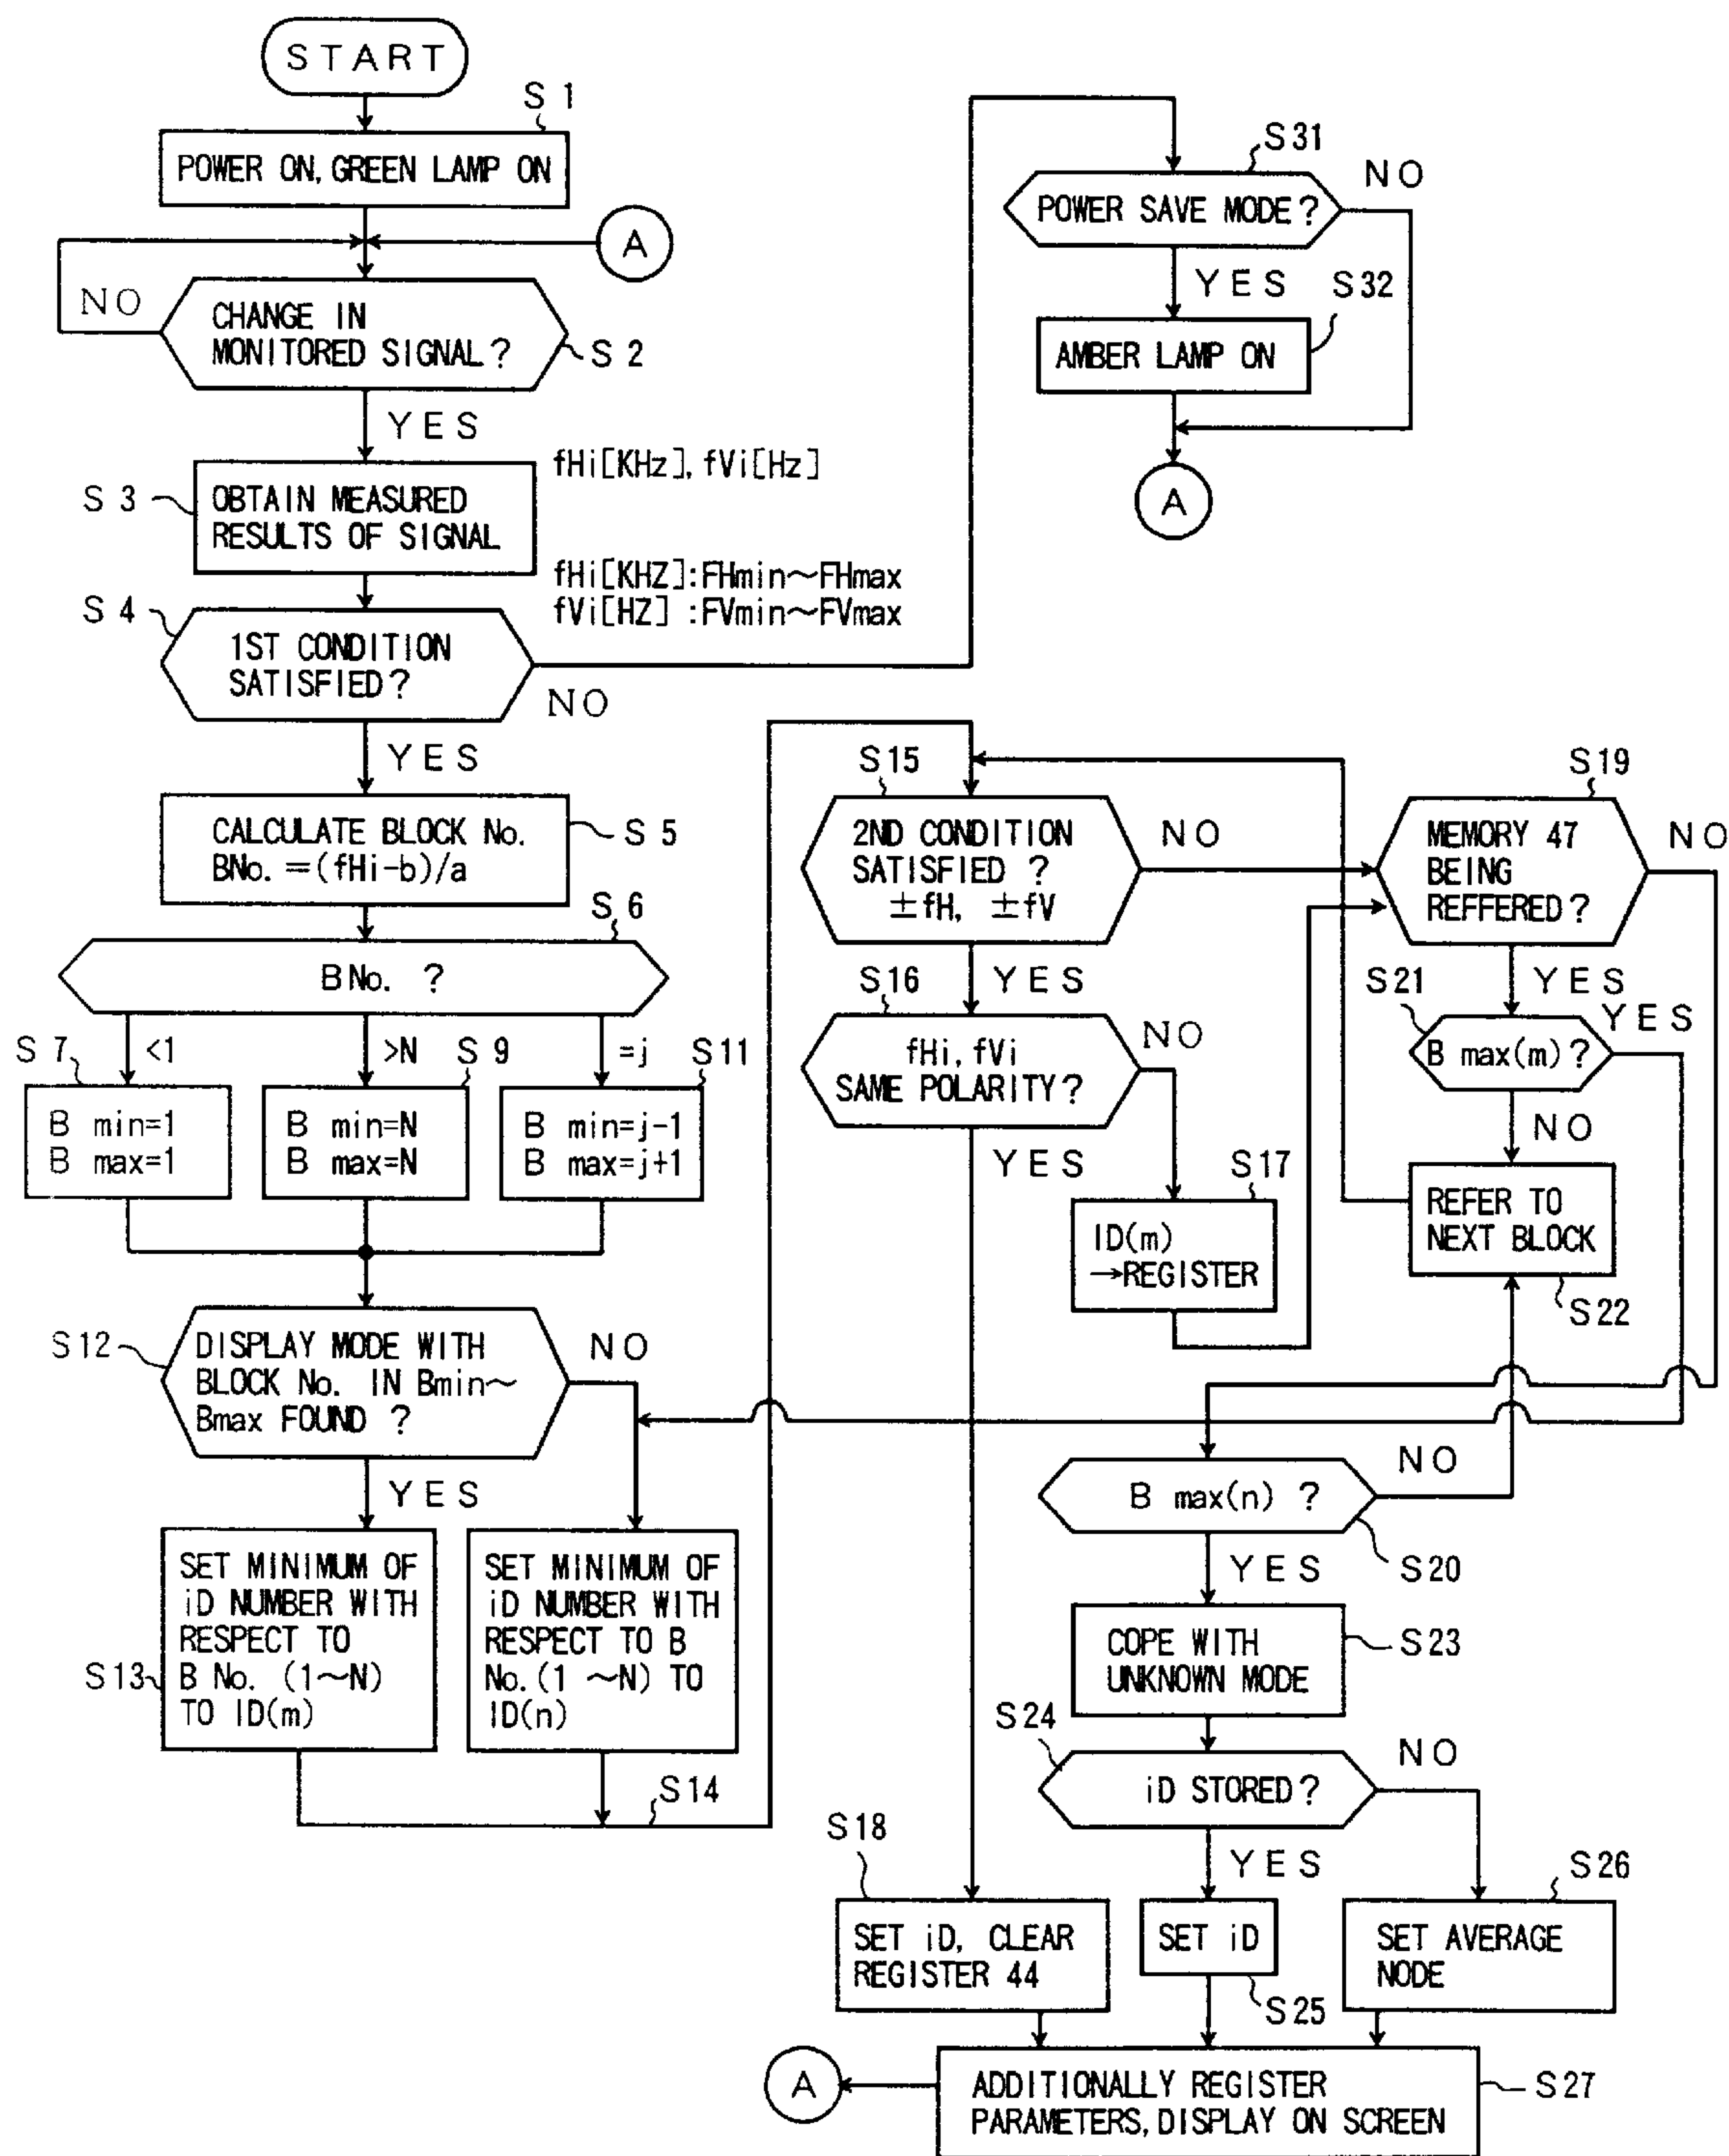 START
S 1
POWER ON, GREEN LAMP ON
A
NO
CHANGE IN
MONITORED SIGNAL?
S 2
YES
fHi[KHz], fVi[Hz]
S 3
OBTAIN MEASURED
RESULTS OF SIGNAL
fHi[KHZ]:FHmin~FHmax
fVi[HZ] :FVmin~FVmax
S 4
1ST CONDITION
SATISFIED?
NO
YES
CALCULATE BLOCK No.
BNo. =(fHi-b)/a
S 5
S 6
BNo. ?
S 7
<1
>N
S 9
=j
S11
B min=1
B max=1
B min=N
B max=N
B min=j-1
B max=j+1
S12
DISPLAY MODE WITH
BLOCK No. IN Bmin~
Bmax FOUND ?
NO
YES
S13
SET MINIMUM OF
iD NUMBER WITH
RESPECT TO
B No. (1~N)
TO ID(m)
SET MINIMUM OF
iD NUMBER WITH
RESPECT TO B
No.(1 ~N) TO
ID(n)
S14
S31
NO
POWER SAVE MODE?
YES
S32
AMBER LAMP ON
A
S15
2ND CONDITION
SATISFIED ?
±fH, ±fV
NO
S19
MEMORY 47
BEING
REFFERED?
NO
YES
S16
YES
S21
YES
fHi, fVi
SAME POLARITY?
NO
B max(m)?
NO
YES
S17
ID(m)
→REGISTER
REFER TO
NEXT BLOCK
S22
B max(n) ?
NO
YES
S20
COPE WITH
UNKNOWN MODE
S23
S24
iD STORED?
NO
YES
S18
S26
SET iD, CLEAR
REGISTER 44
SET iD
S25
SET AVERAGE
NODE
A
ADDITIONALLY REGISTER
PARAMETERS, DISPLAY ON SCREEN
S27